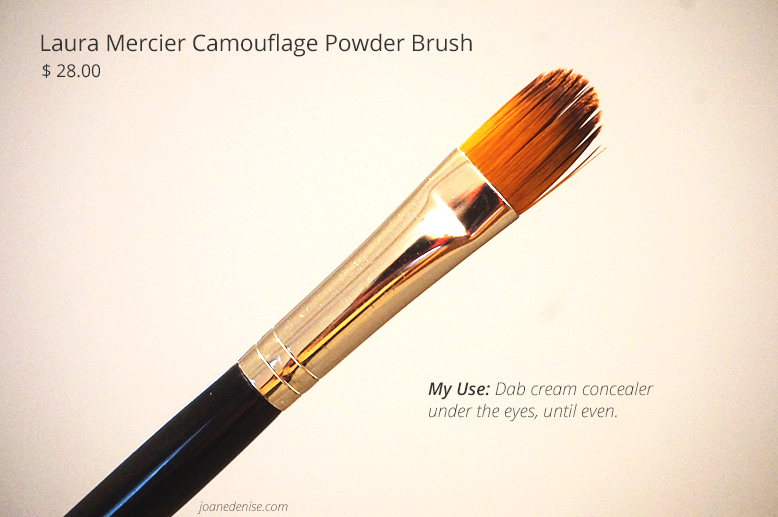 Laura Mercier Camouflage Powder Brush
$ 28.00
My Use: Dab cream concealer
under the eyes, until even.
joanedenise.com